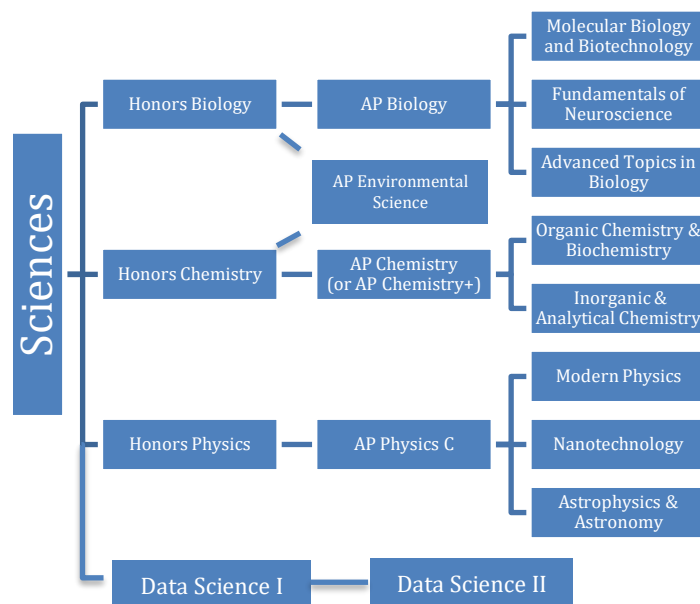 Sciences
Honors Biology
AP Biology
Molecular Biology
and Biotechnology
Fundamentals of
Neuroscience
Advanced Topics in
Biology
AP Environmental
Science
Honors Chemistry
AP Chemistry
(or AP Chemistry+)
Organic Chemistry &
Biochemistry
Inorganic &
Analytical Chemistry
Honors Physics
AP Physics C
Modern Physics
Nanotechnology
Astrophysics &
Astronomy
Data Science I
Data Science II